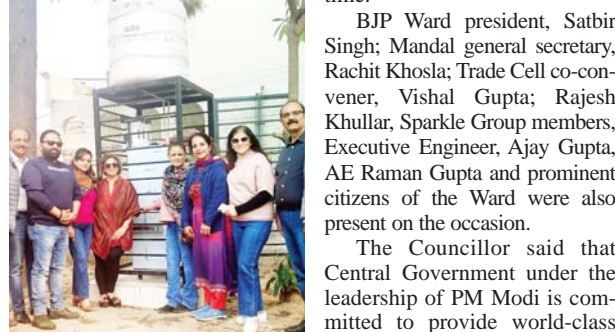 time.
BJP Ward president, Satbir
Singh; Mandal general secretary,
Rachit Khosla; Trade Cell co-con-
vener, Vishal Gupta; Rajesh
Khullar, Sparkle Group members,
Executive Engineer, Ajay Gupta,
AE Raman Gupta and prominent
citizens of the Ward were also
present on the occasion.
The Councillor said that
Central Government under the
leadership of PM Modi is com-
mitted to provide world-class